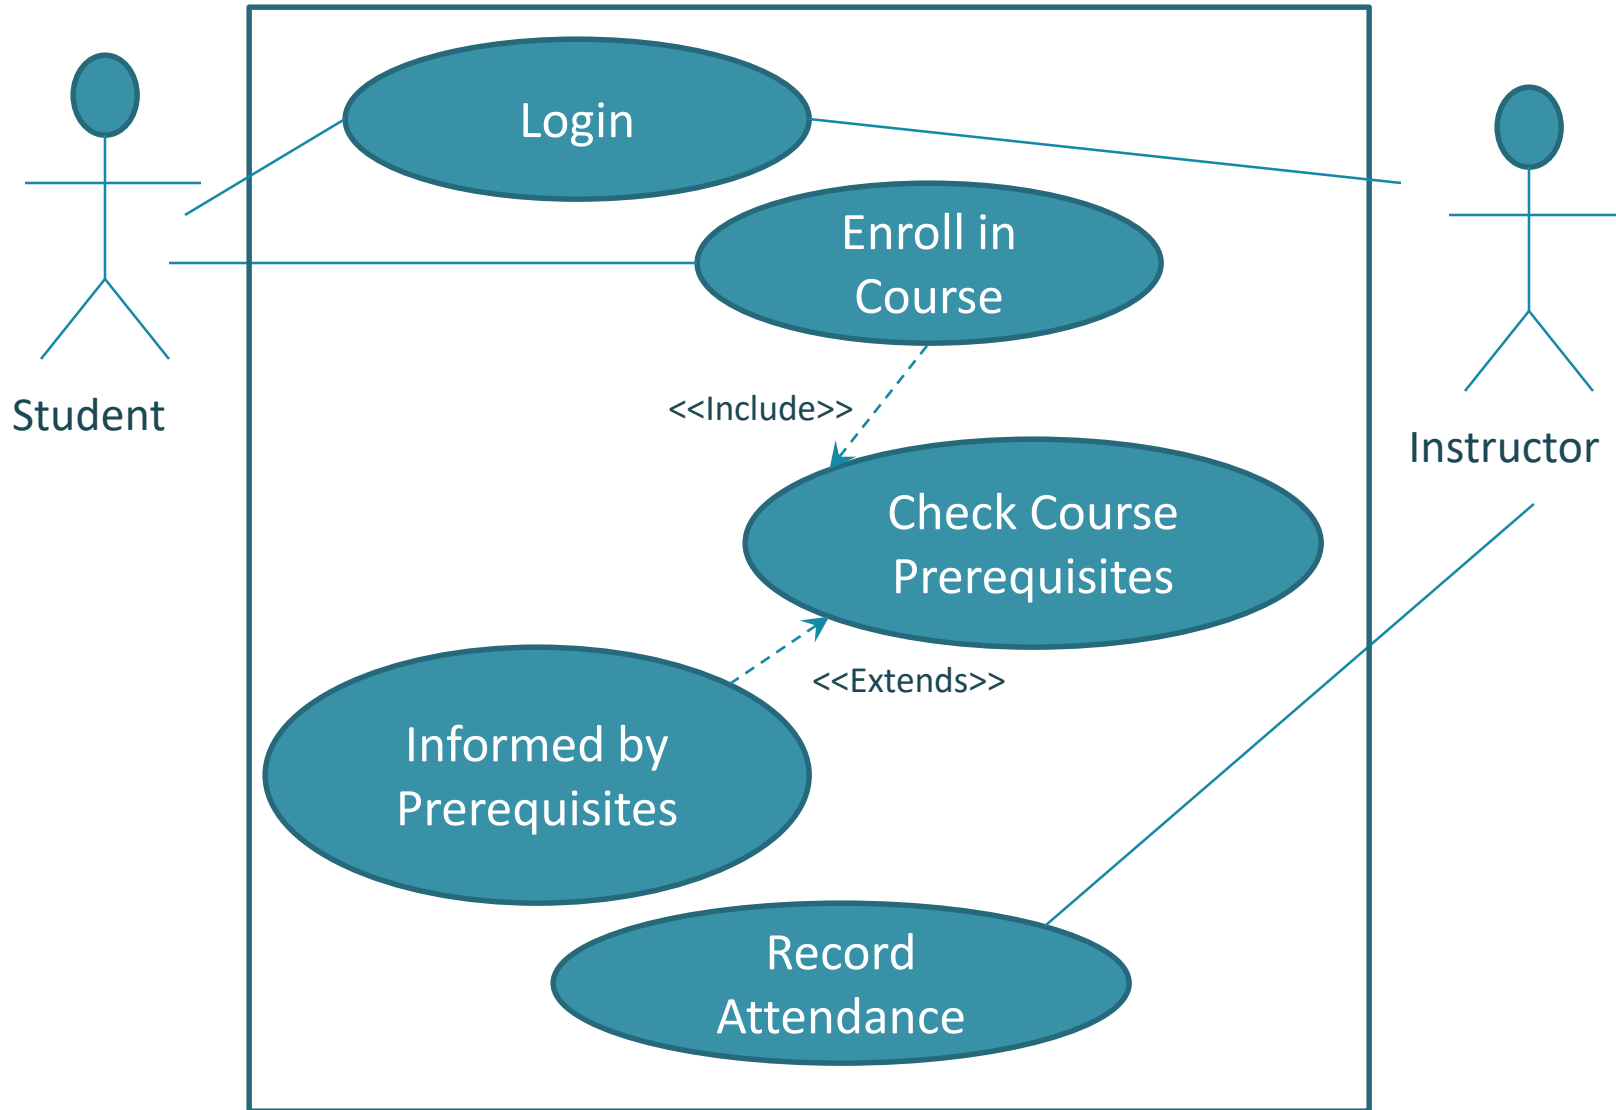 Login
Enroll in
Course
Student
<<Include>>
Instructor
Check Course
Prerequisites
<<Extends>>
Informed by
Prerequisites
Record
Attendance